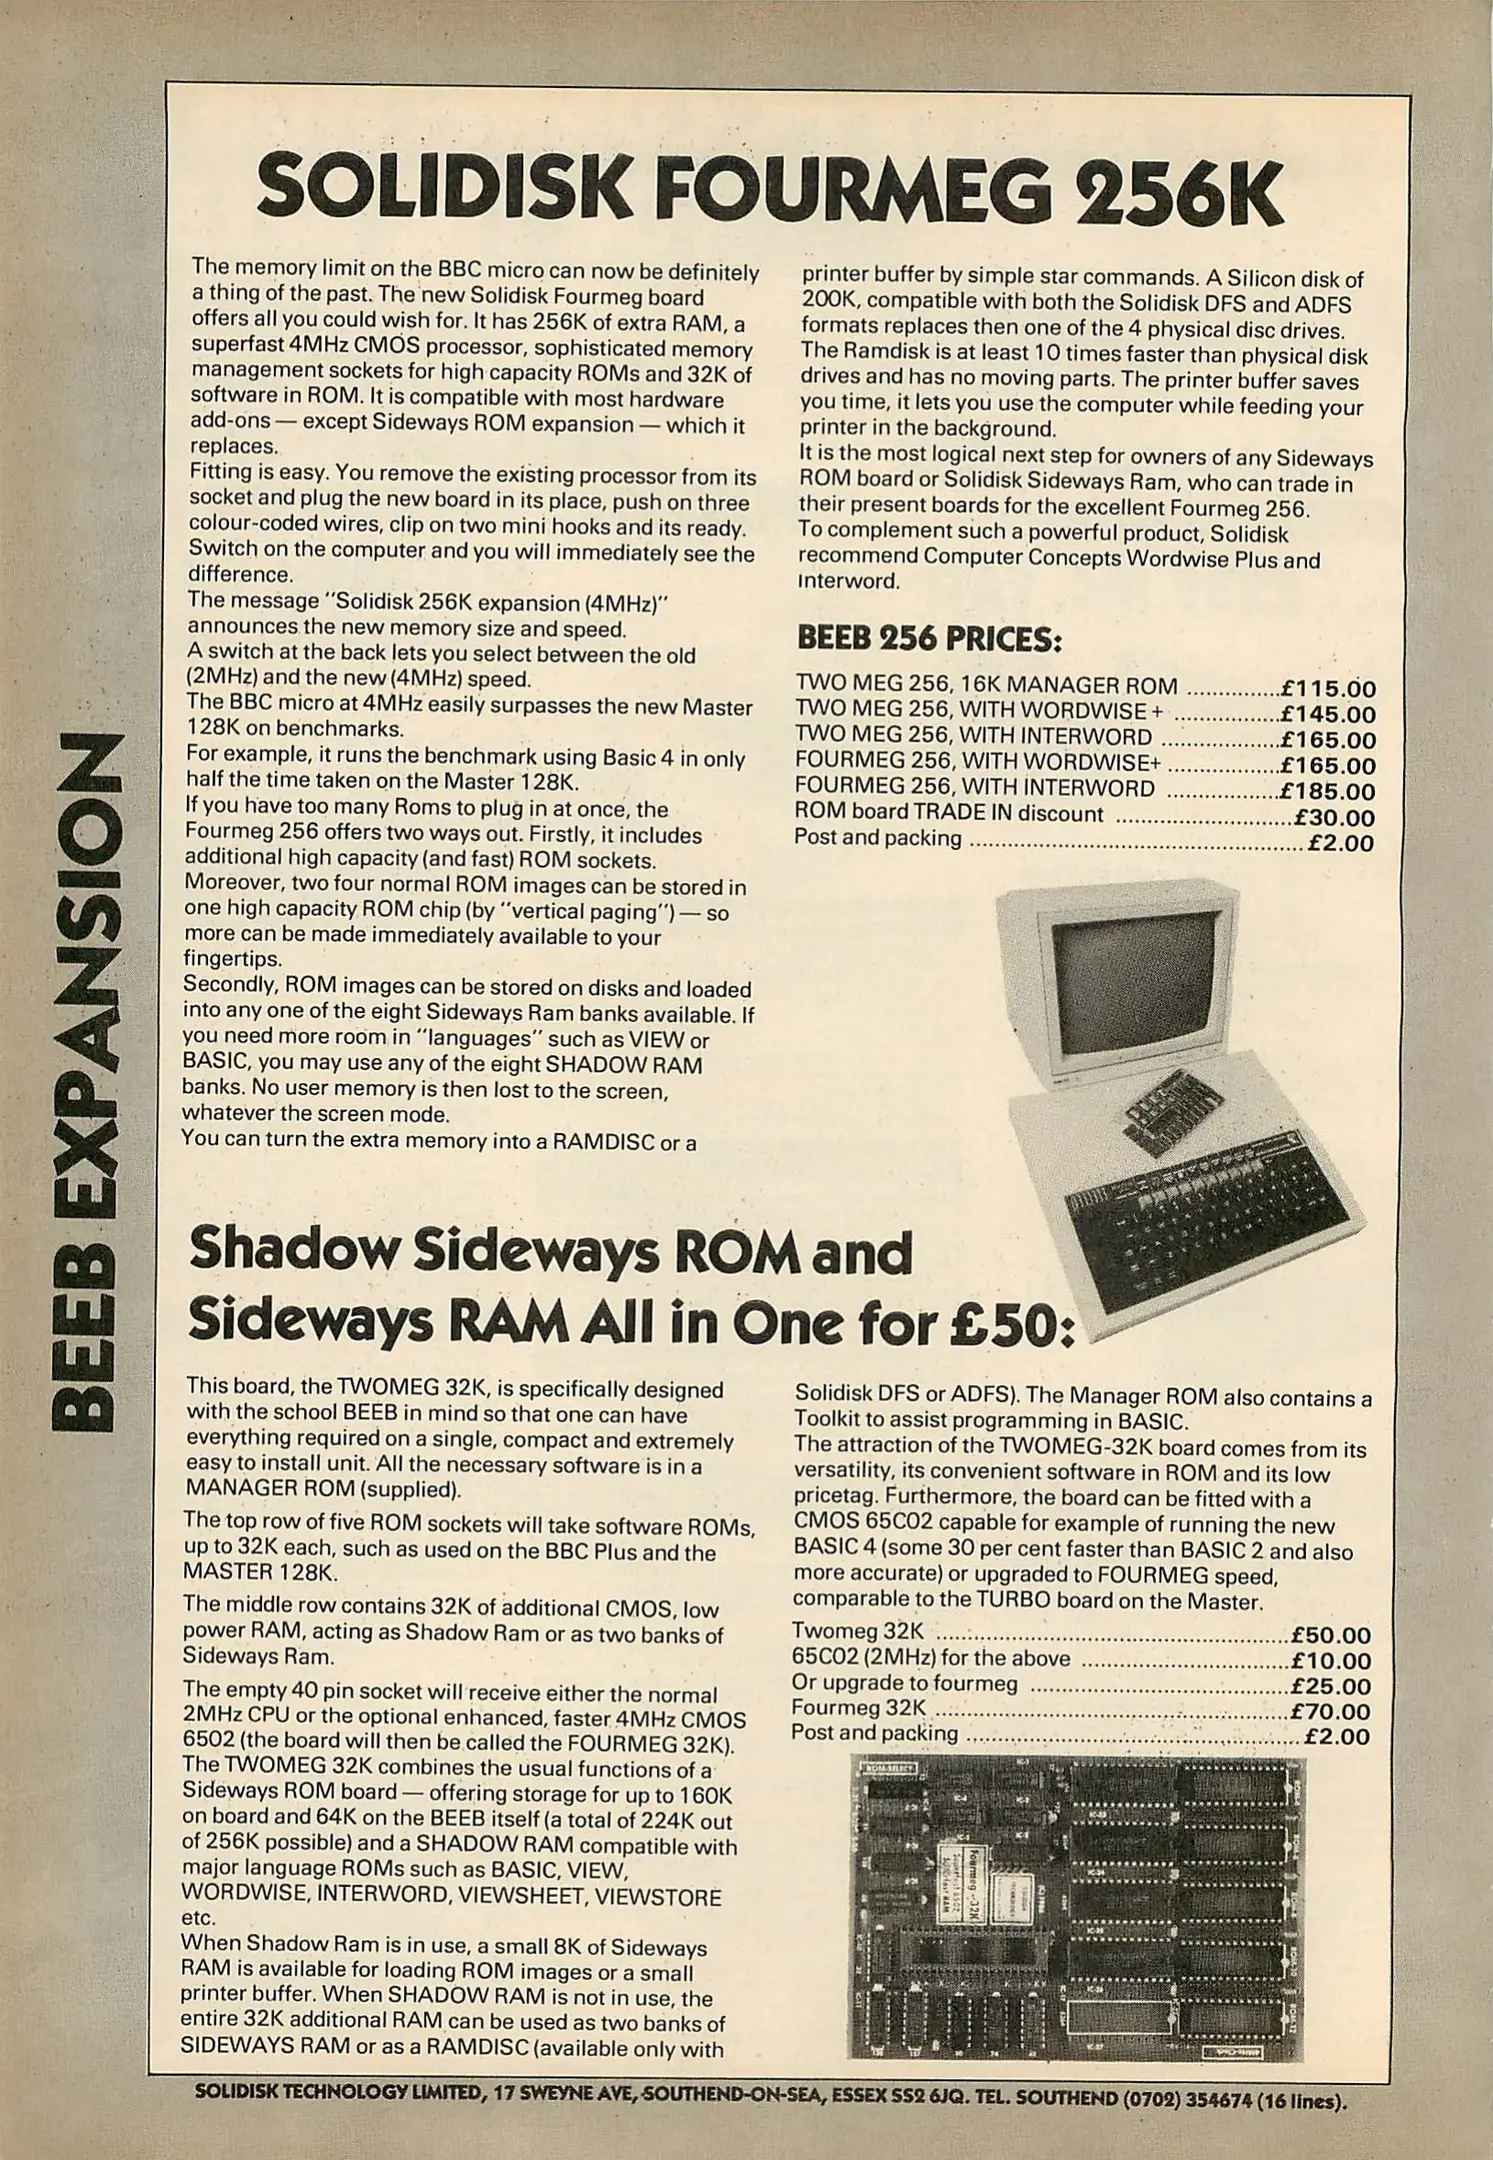 BEEB EXPANSION
SOLIDISK FOURMEG 256K
The memory limit on the BBC micro can now be definitely
a thing of the past. The new Solidisk Fourmeg board
offers all you could wish for. It has 256K of extra RAM, a
superfast 4MHz CMOS processor, sophisticated memory
management sockets for high capacity ROMs and 32K of
software in ROM. It is compatible with most hardware
add-ons — except Sideways ROM expansion — which it
replaces.
Fitting is easy. You remove the existing processor from its
socket and plug the new board in its place, push on three
colour-coded wires, clip on two mini hooks and its ready.
Switch on the computer and you will immediately see the
difference.
The message "Solidisk 256K expansion (4MHz)"
announces the new memory size and speed.
A switch at the back lets you select between the old
(2MHz) and the new (4MHz) speed.
The BBC micro at 4MHz easily surpasses the new Master
128K on benchmarks.
For example, it runs the benchmark using Basic 4 in only
half the time taken on the Master 128K.
If you have too many Roms to plug in at once, the
Fourmeg 256 offers two ways out. Firstly, it includes
additional high capacity (and fast) ROM sockets.
Moreover, two four normal ROM images can be stored in
one high capacity ROM chip (by "vertical paging") — so
more can be made immediately available to your
fingertips.
Secondly, ROM images can be stored on disks and loaded
into any one of the eight Sideways Ram banks available. If
you need more room in "languages" such as VIEW or
BASIC, you may use any of the eight SHADOW RAM
banks. No user memory is then lost to the screen,
whatever the screen mode.
You can turn the extra memory into a RAMDISC or a
printer buffer by simple star commands. A Silicon disk of
200K, compatible with both the Solidisk DFS and ADFS
formats replaces then one of the 4 physical disc drives.
The Ramdisk is at least 10 times faster than physical disk
drives and has no moving parts. The printer buffer saves
you time, it lets you use the computer while feeding your
printer in the background.
It is the most logical next step for owners of any Sideways
ROM board or Solidisk Sideways Ram, who can trade in
their present boards for the excellent Fourmeg 256.
To complement such a powerful product, Solidisk
recommend Computer Concepts Wordwise Plus and
Interword.
BEEB 256 PRICES:
TWO MEG 256, 16K MANAGER ROM ...............£115.00
TWO MEG 256, WITH WORDWISE + .................£145.00
TWO MEG 256, WITH INTERWORD ...................£165.00
FOURMEG 256, WITH WORDWISE+ ..................£165.00
FOURMEG 256, WITH INTERWORD ..................£185.00
ROM board TRADE IN discount ............................£30.00
Post and packing .....................................................£2.00
Shadow Sideways ROM and
Sideways RAM All in One for £50:
This board, the TWOMEG 32K, is specifically designed
with the school BEEB in mind so that one can have
everything required on a single, compact and extremely
easy to install unit. All the necessary software is in a
MANAGER ROM (supplied).
The top row of five ROM sockets will take software ROMs,
up to 32K each, such as used on the BBC Plus and the
MASTER 128K.
The middle row contains 32K of additional CMOS, low
power RAM, acting as Shadow Ram or as two banks of
Sideways Ram.
The empty 40 pin socket will receive either the normal
2MHz CPU or the optional enhanced, faster 4MHz CMOS
6502 (the board will then be called the FOURMEG 32K).
The TWOMEG 32K combines the usual functions of a
Sideways ROM board — offering storage for up to 160K
on board and 64K on the BEEB itself (a total of 224K out
of 256K possible) and a SHADOW RAM compatible with
major language ROMs such as BASIC, VIEW,
WORDWISE, INTERWORD, VIEWSHEET, VIEWSTORE
etc.
When Shadow Ram is in use, a small 8K of Sideways
RAM is available for loading ROM images or a small
printer buffer. When SHADOW RAM is not in use, the
entire 32K additional RAM can be used as two banks of
SIDEWAYS RAM or as a RAMDISC (available only with
Solidisk DFS or ADFS). The Manager ROM also contains a
Toolkit to assist programming in BASIC.
The attraction of the TWOMEG-32K board comes from its
versatility, its convenient software in ROM and its low
pricetag. Furthermore, the board can be fitted with a
CMOS 65C02 capable for example of running the new
BASIC 4 (some 30 per cent faster than BASIC 2 and also
more accurate) or upgraded to FOURMEG speed,
comparable to the TURBO board on the Master.
Twomeg 32K ........................................................£50.00
65C02 (2MHz) for the above .................................£10.00
Or upgrade to fourmeg .........................................£25.00
Fourmeg 32K ........................................................£70.00
Post and packing .....................................................£2.00
ROM-SELECT
fourmeg-32K
SOLIDISK TECHNOLOGY LIMITED, 17 SWEYNE AVE, SOUTHEND-ON-SEA, ESSEX SS2 6JQ. TEL. SOUTHEND (0702) 354674 (16 lines).